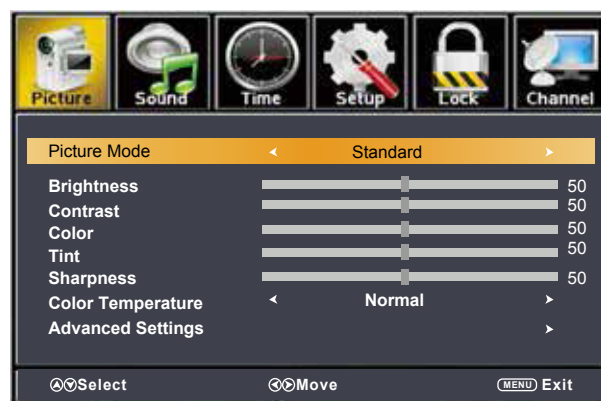 Picture Sound Time Setup Lock Channel
Picture Mode Standard
Brightness 50
Contrast 50
Color 50
Tint 50
Sharpness 50
Color Temperature Normal
Advanced Settings
Select Move MENU Exit